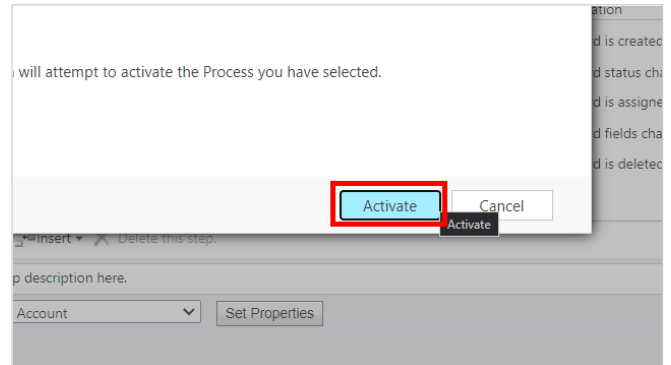 ation
d is created
will attempt to activate the Process you have selected.
d status cha
d is assigne
d fields cha
d is deleted
Activate
Cancel
Activate
Insert
Delete this step.
p description here.
Account
Set Properties